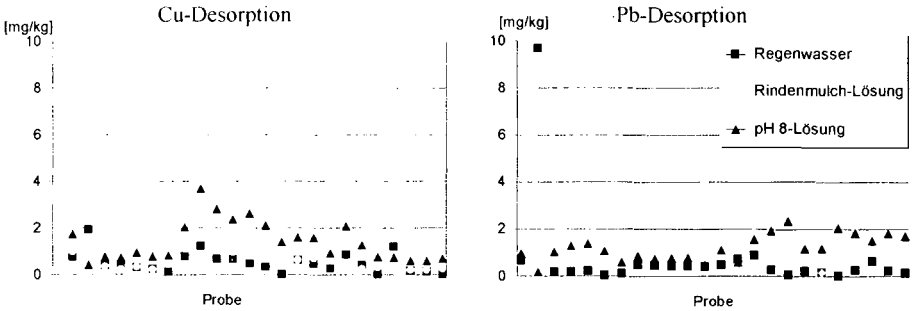 Cu-Desorption
[mg/kg]
10
8
6
4
2
0
Probe
Pb-Desorption
[mg/kg]
10
8
6
4
2
0
Regenwasser
Rindenmulch-Lösung
pH 8-Lösung
Probe